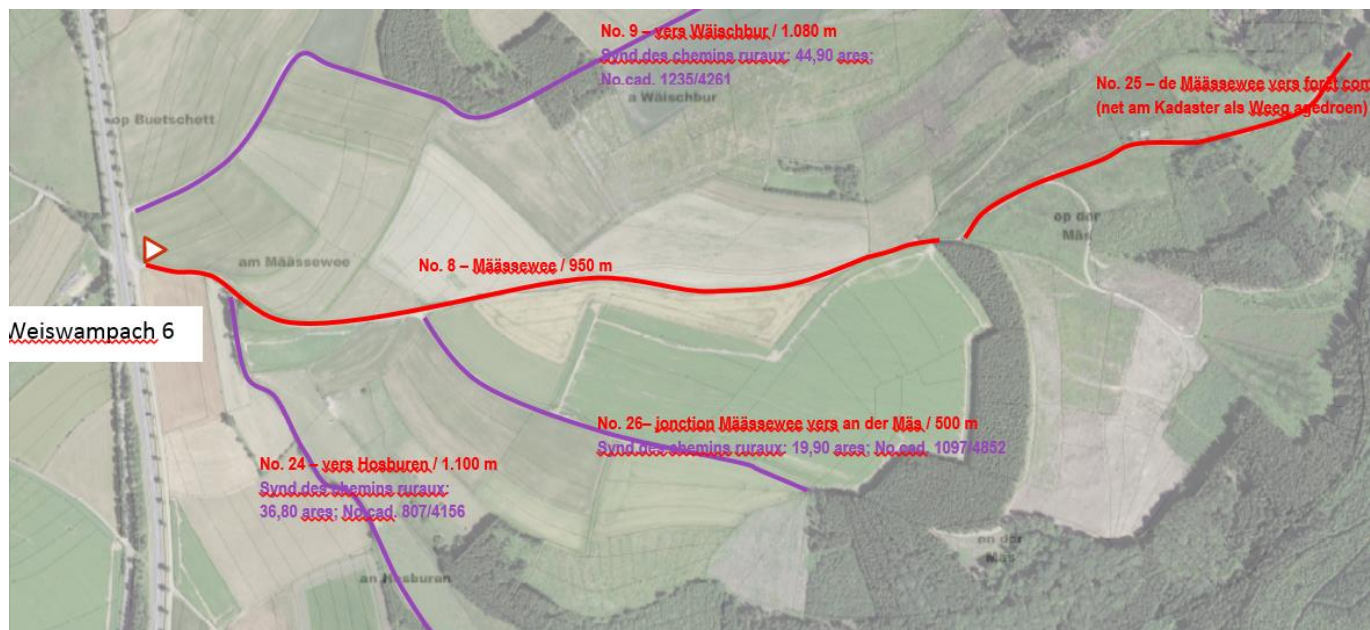 No. 9 – vers Wäischbur / 1.080 m
Synd des chemins ruraux: 44,90 ares;
No.cad. 1235/4261
a Wäischbur
No. 25 – de Määssewee vers forêt com
(net am Kadaster als Weeg agedroen)
op Buetschett
op der
Mäs
am Määssewee
No. 8 – Määssewee / 950 m
Weiswampach 6
No. 26– jonction Määssewee vers an der Mäs / 500 m
Synd.des chemins ruraux: 19,90 ares; No.cad. 1097/4852
No. 24 – vers Hosburen / 1.100 m
Synd.des chemins ruraux:
36,80 ares; No.cad. 807/4156
an der
Mäs
an Hosburen